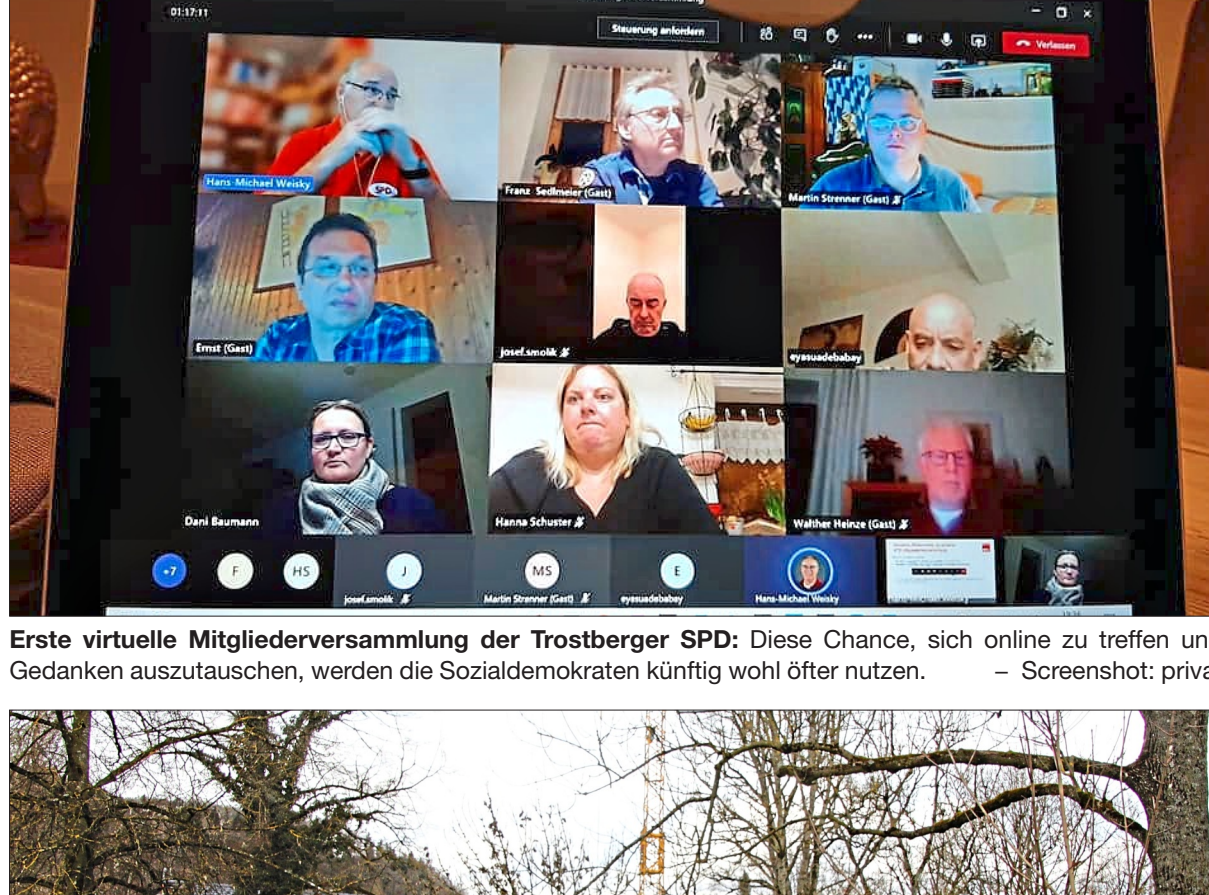 01:17:11
Steuerung anfordern
Verlassen
Hans-Michael Weisky
SPD
Franz Sedlmeier (Gast)
Martin Strenner (Gast)
Ernst (Gast)
josef.smolik
eyasuadebabay
Dani Baumann
Hanna Schuster
Walther Heinze (Gast)
+7
F
HS
J
MS
E
josef.smolik
Martin Strenner (Gast)
eyasuadebabay
Hans-Michael Weisky
Erste virtuelle Mitgliederversammlung der Trostberger SPD: Diese Chance, sich online zu treffen un
Gedanken auszutauschen, werden die Sozialdemokraten künftig wohl öfter nutzen. – Screenshot: priva